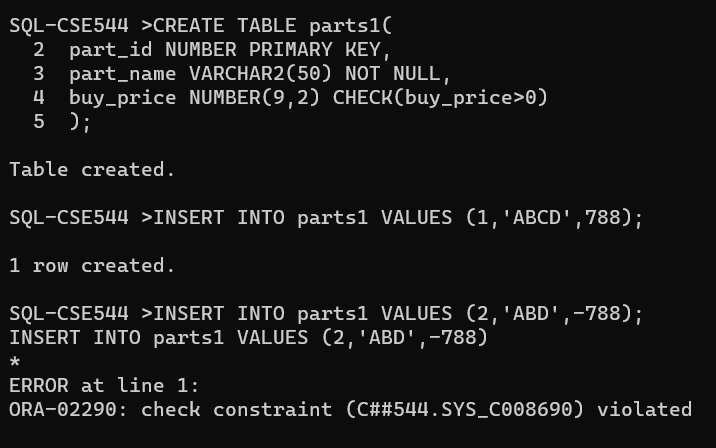 SQL-CSE544 >CREATE TABLE parts1(
  2  part_id NUMBER PRIMARY KEY,
  3  part_name VARCHAR2(50) NOT NULL,
  4  buy_price NUMBER(9,2) CHECK(buy_price>0)
  5  );
Table created.
SQL-CSE544 >INSERT INTO parts1 VALUES (1,'ABCD',788);
1 row created.
SQL-CSE544 >INSERT INTO parts1 VALUES (2,'ABD',-788);
INSERT INTO parts1 VALUES (2,'ABD',-788)
*
ERROR at line 1:
ORA-02290: check constraint (C##544.SYS_C008690) violated